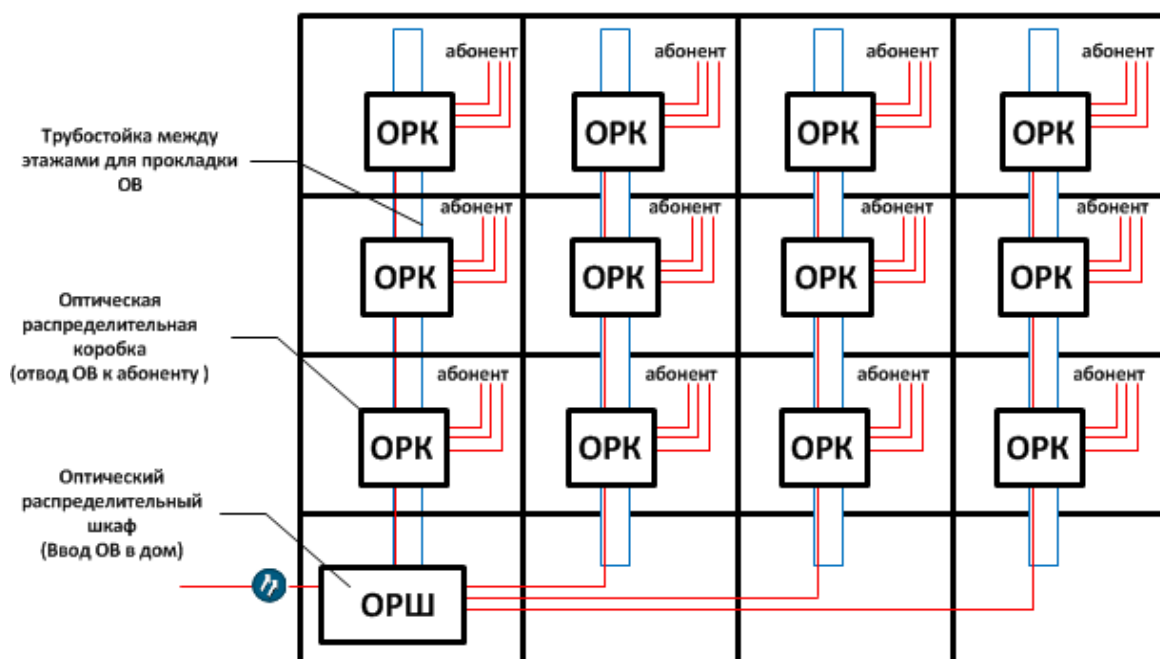 абонент абонент абонент абонент
ОРК ОРК ОРК ОРК
Трубостойка между
этажами для прокладки
ОВ
абонент абонент абонент абонент
ОРК ОРК ОРК ОРК
Оптическая
распределительная
коробка
(отвод ОВ к абоненту )
абонент абонент абонент абонент
ОРК ОРК ОРК ОРК
Оптический
распределительный
шкаф
(Ввод ОВ в дом)
ОРШ